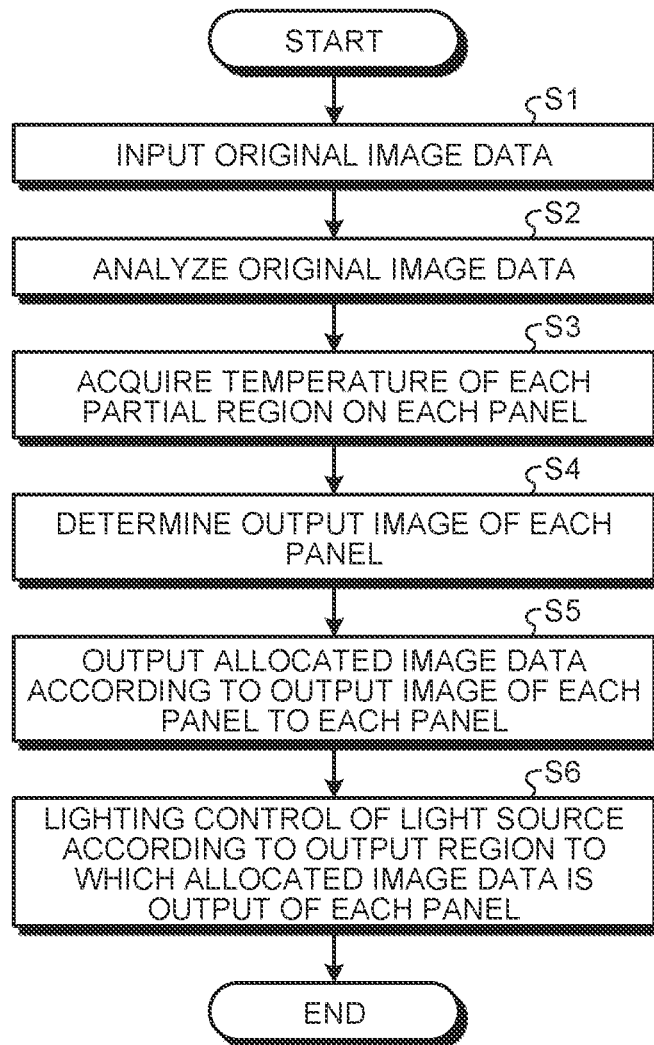 START
S1
INPUT ORIGINAL IMAGE DATA
S2
ANALYZE ORIGINAL IMAGE DATA
S3
ACQUIRE TEMPERATURE OF EACH
PARTIAL REGION ON EACH PANEL
S4
DETERMINE OUTPUT IMAGE OF EACH
PANEL
S5
OUTPUT ALLOCATED IMAGE DATA
ACCORDING TO OUTPUT IMAGE OF EACH
PANEL TO EACH PANEL
S6
LIGHTING CONTROL OF LIGHT SOURCE
ACCORDING TO OUTPUT REGION TO
WHICH ALLOCATED IMAGE DATA IS
OUTPUT OF EACH PANEL
END